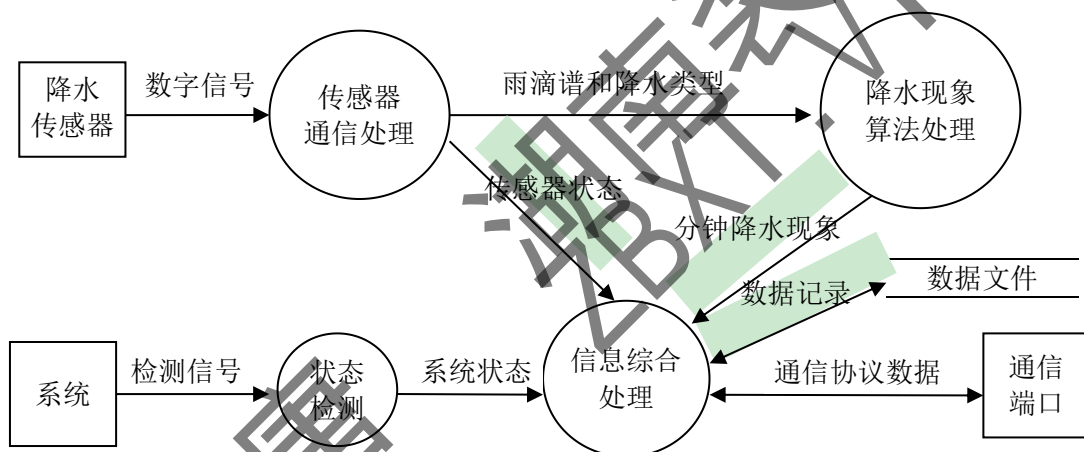 降水
传感器
数字信号
传感器
通信处理
雨滴谱和降水类型
降水现象
算法处理
传感器状态
分钟降水现象
数据记录
数据文件
系统
检测信号
状态
检测
系统状态
信息综合
处理
通信协议数据
通信
端口